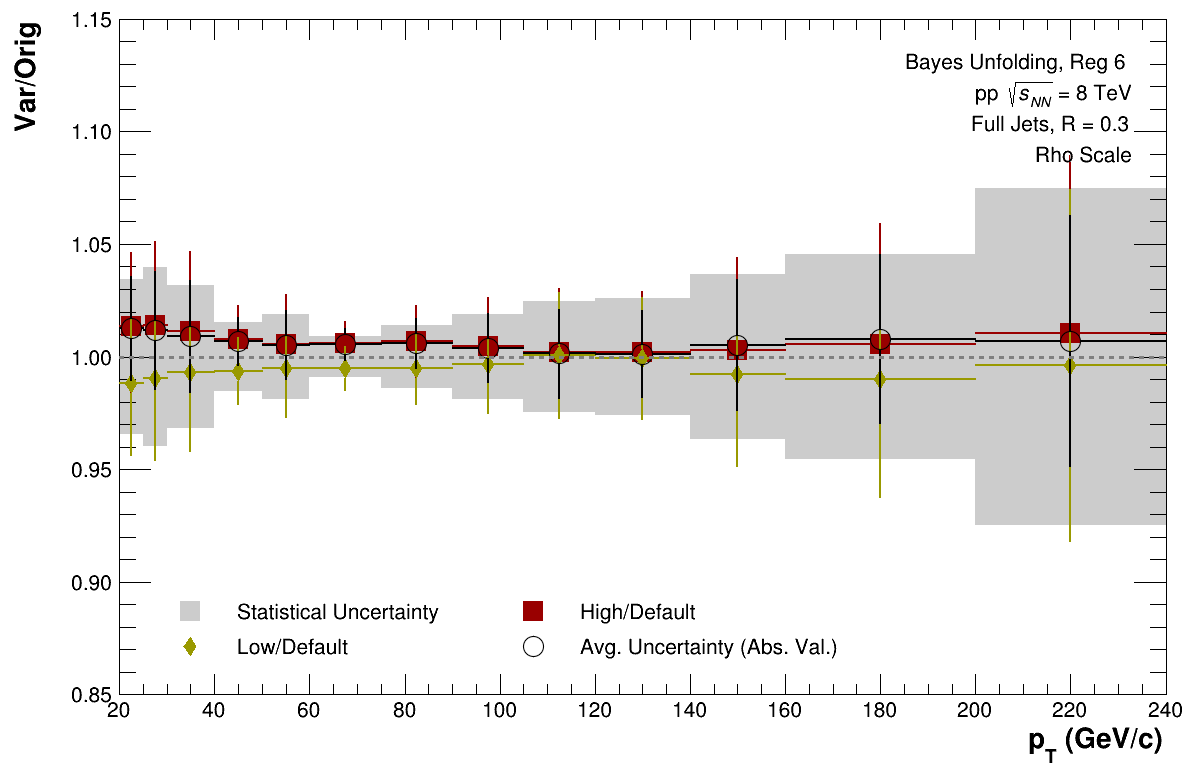 Var/Orig
1.15
1.10
1.05
1.00
0.95
0.90
0.85
Bayes Unfolding, Reg 6
pp √sNN = 8 TeV
Full Jets, R = 0.3
Rho Scale
Statistical Uncertainty
High/Default
Low/Default
Avg. Uncertainty (Abs. Val.)
20 40 60 80 100 120 140 160 180 200 220 240
pT (GeV/c)